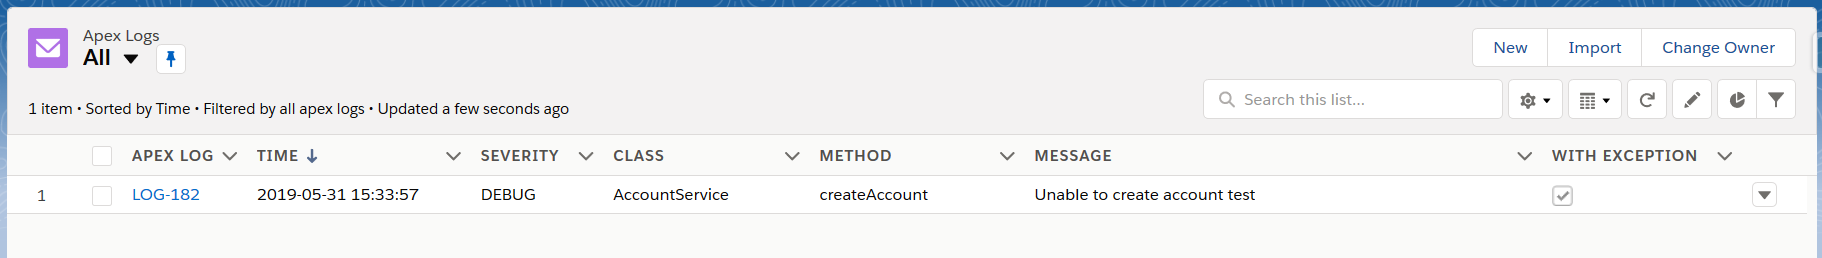 Apex Logs
All
New Import Change Owner
1 item • Sorted by Time • Filtered by all apex logs • Updated a few seconds ago
Search this list...
APEX LOG TIME SEVERITY CLASS METHOD MESSAGE WITH EXCEPTION
1 LOG-182 2019-05-31 15:33:57 DEBUG AccountService createAccount Unable to create account test